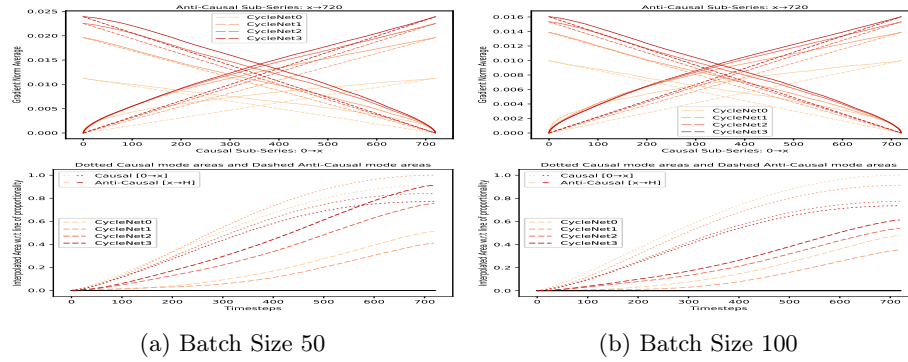 Anti-Causal Sub-Series: x→720
0.025
0.020
0.015
0.010
0.005
0.000
Gradient Norm Average
CycleNet0
CycleNet1
CycleNet2
CycleNet3
0 100 200 300 400 500 600 700
Causal Sub-Series: 0→x
Dotted Causal mode areas and Dashed Anti-Causal mode areas
1.0
0.8
0.6
0.4
0.2
0.0
Interpolated Area w.r.t line of proportionality
Causal [0→x]
Anti-Causal [x→H]
CycleNet0
CycleNet1
CycleNet2
CycleNet3
0 100 200 300 400 500 600 700
Timesteps
(a) Batch Size 50
Anti-Causal Sub-Series: x→720
0.016
0.014
0.012
0.010
0.008
0.006
0.004
0.002
0.000
Gradient Norm Average
CycleNet0
CycleNet1
CycleNet2
CycleNet3
0 100 200 300 400 500 600 700
Causal Sub-Series: 0→x
Dotted Causal mode areas and Dashed Anti-Causal mode areas
1.0
0.8
0.6
0.4
0.2
0.0
Interpolated Area w.r.t line of proportionality
Causal [0→x]
Anti-Causal [x→H]
CycleNet0
CycleNet1
CycleNet2
CycleNet3
0 100 200 300 400 500 600 700
Timesteps
(b) Batch Size 100